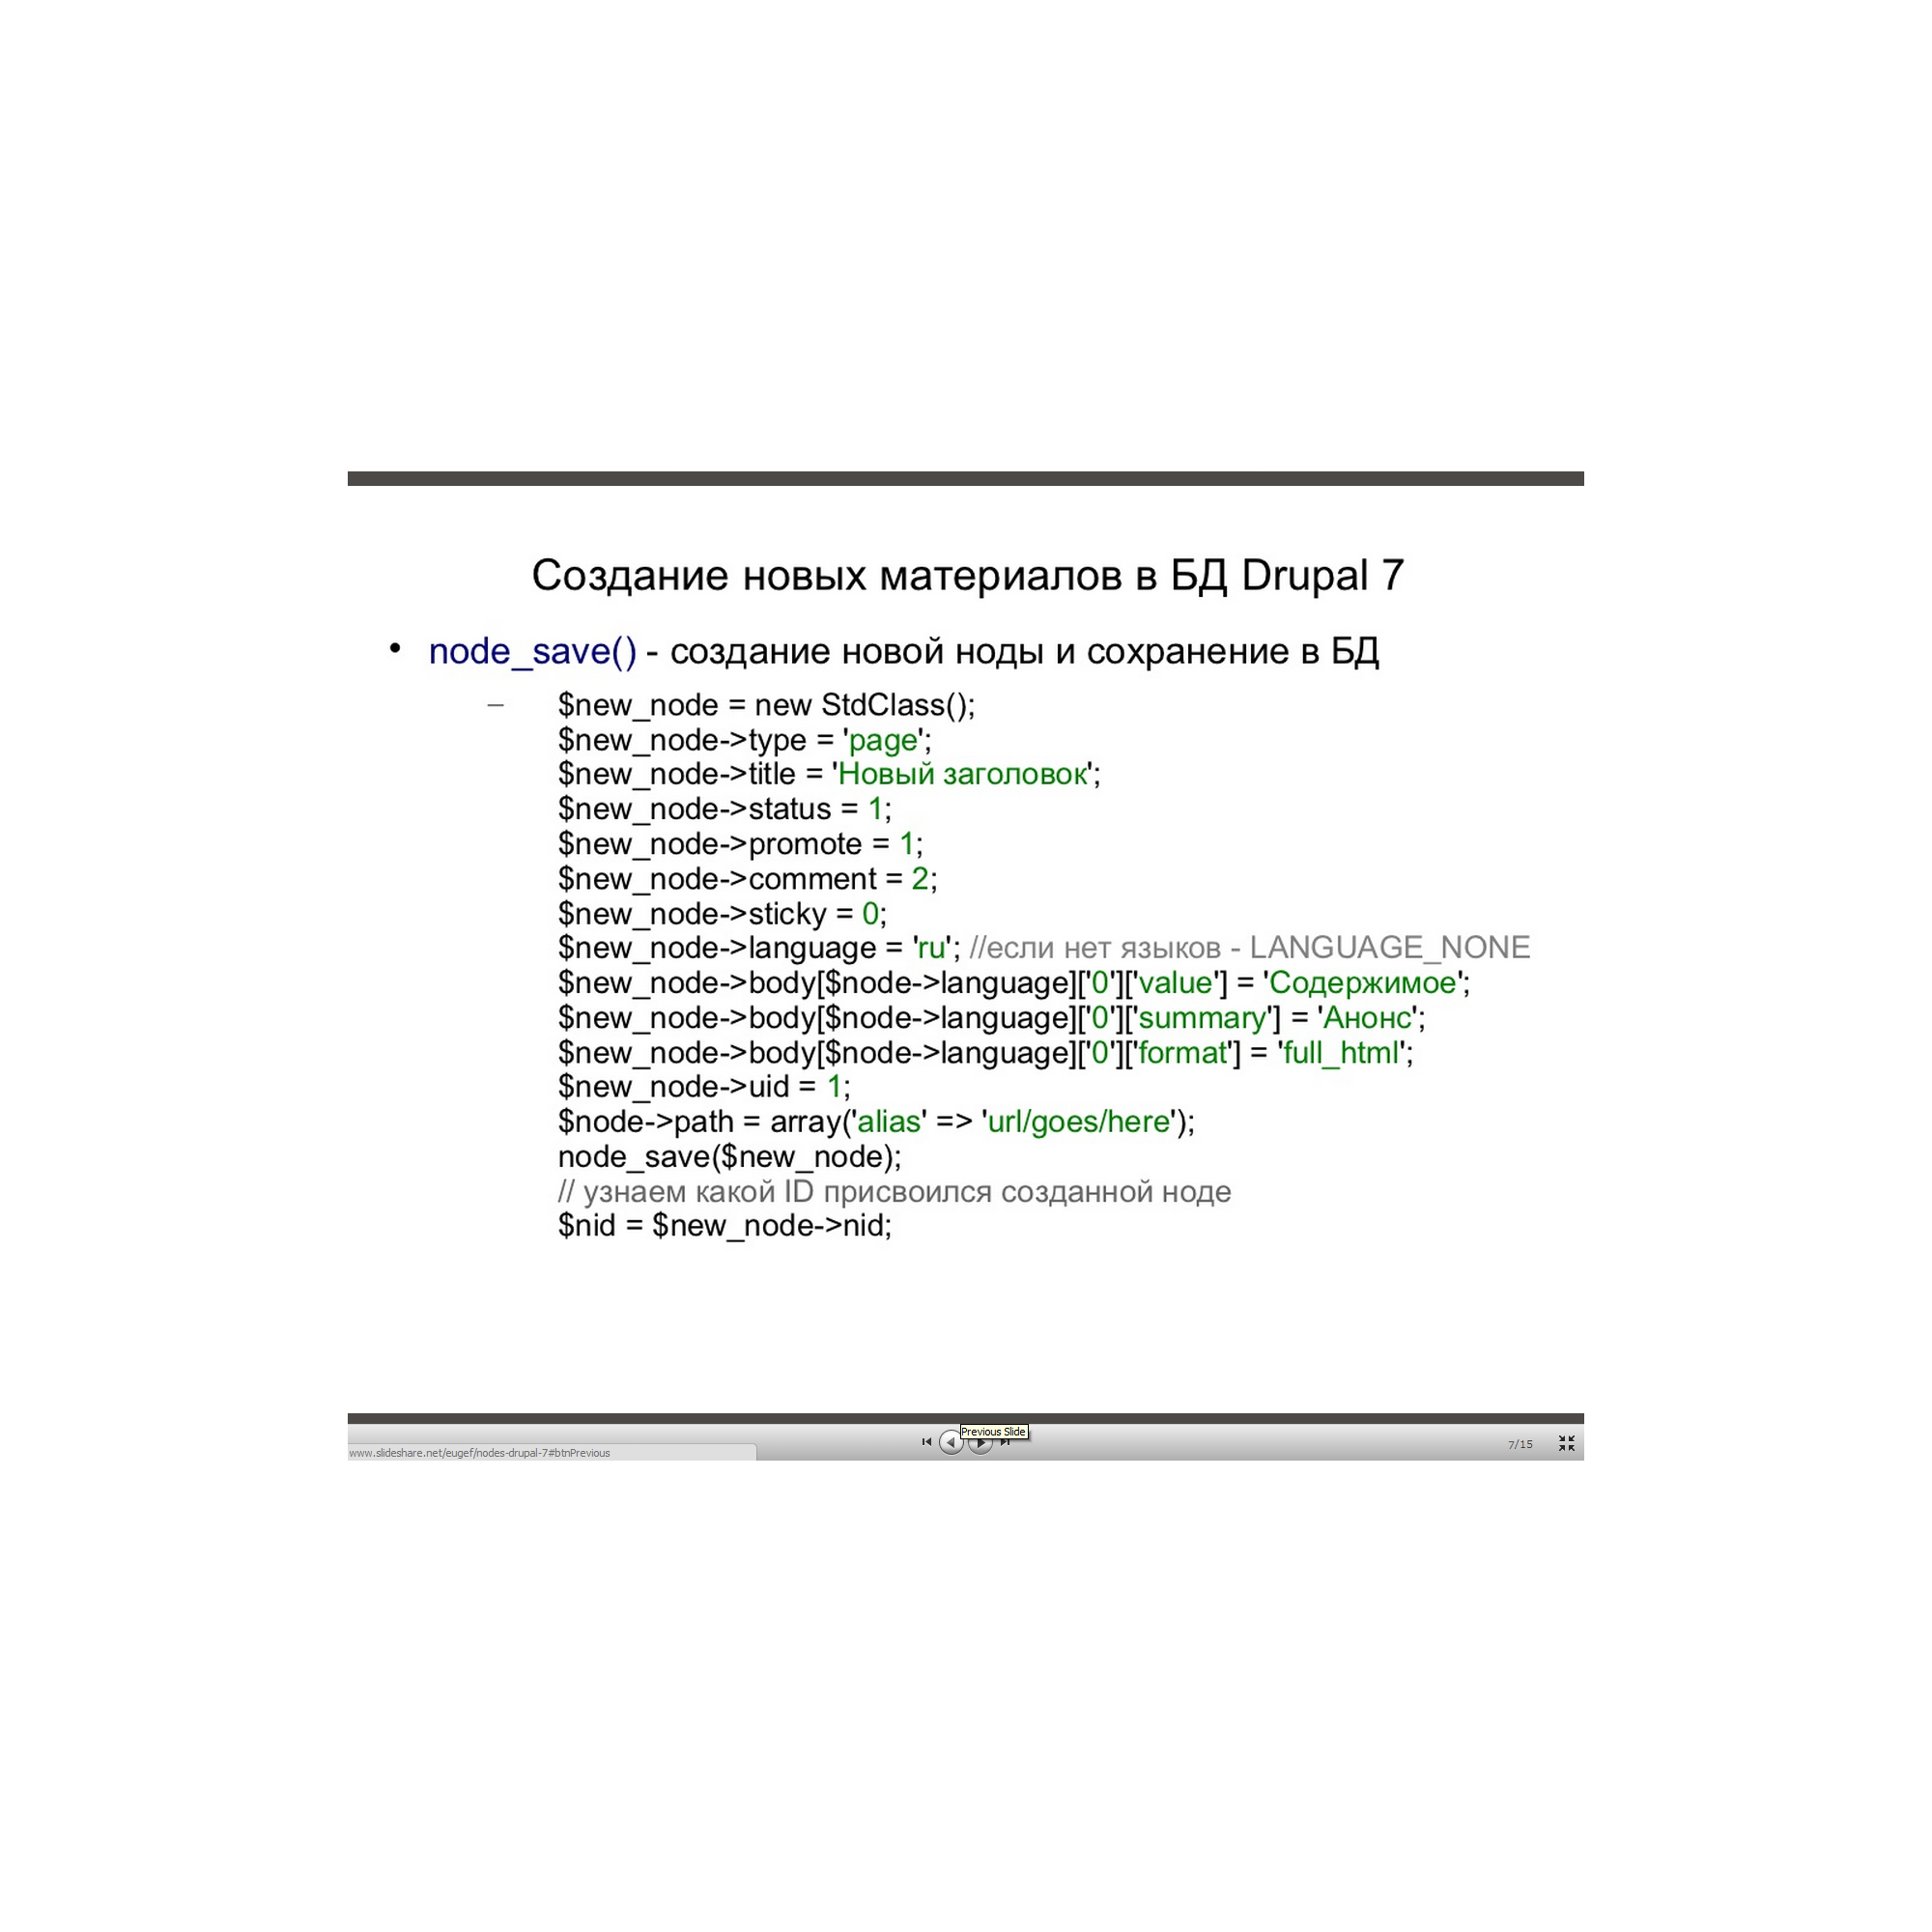 Создание новых материалов в БД Drupal 7
• node_save() - создание новой ноды и сохранение в БД
– $new_node = new StdClass();
$new_node->type = 'page';
$new_node->title = 'Новый заголовок';
$new_node->status = 1;
$new_node->promote = 1;
$new_node->comment = 2;
$new_node->sticky = 0;
$new_node->language = 'ru'; //если нет языков - LANGUAGE_NONE
$new_node->body[$node->language]['0']['value'] = 'Содержимое';
$new_node->body[$node->language]['0']['summary'] = 'Анонс';
$new_node->body[$node->language]['0']['format'] = 'full_html';
$new_node->uid = 1;
$node->path = array('alias' => 'url/goes/here');
node_save($new_node);
// узнаем какой ID присвоился созданной ноде
$nid = $new_node->nid;
Previous Slide
7/15
www.slideshare.net/eugef/nodes-drupal-7#btnPrevious